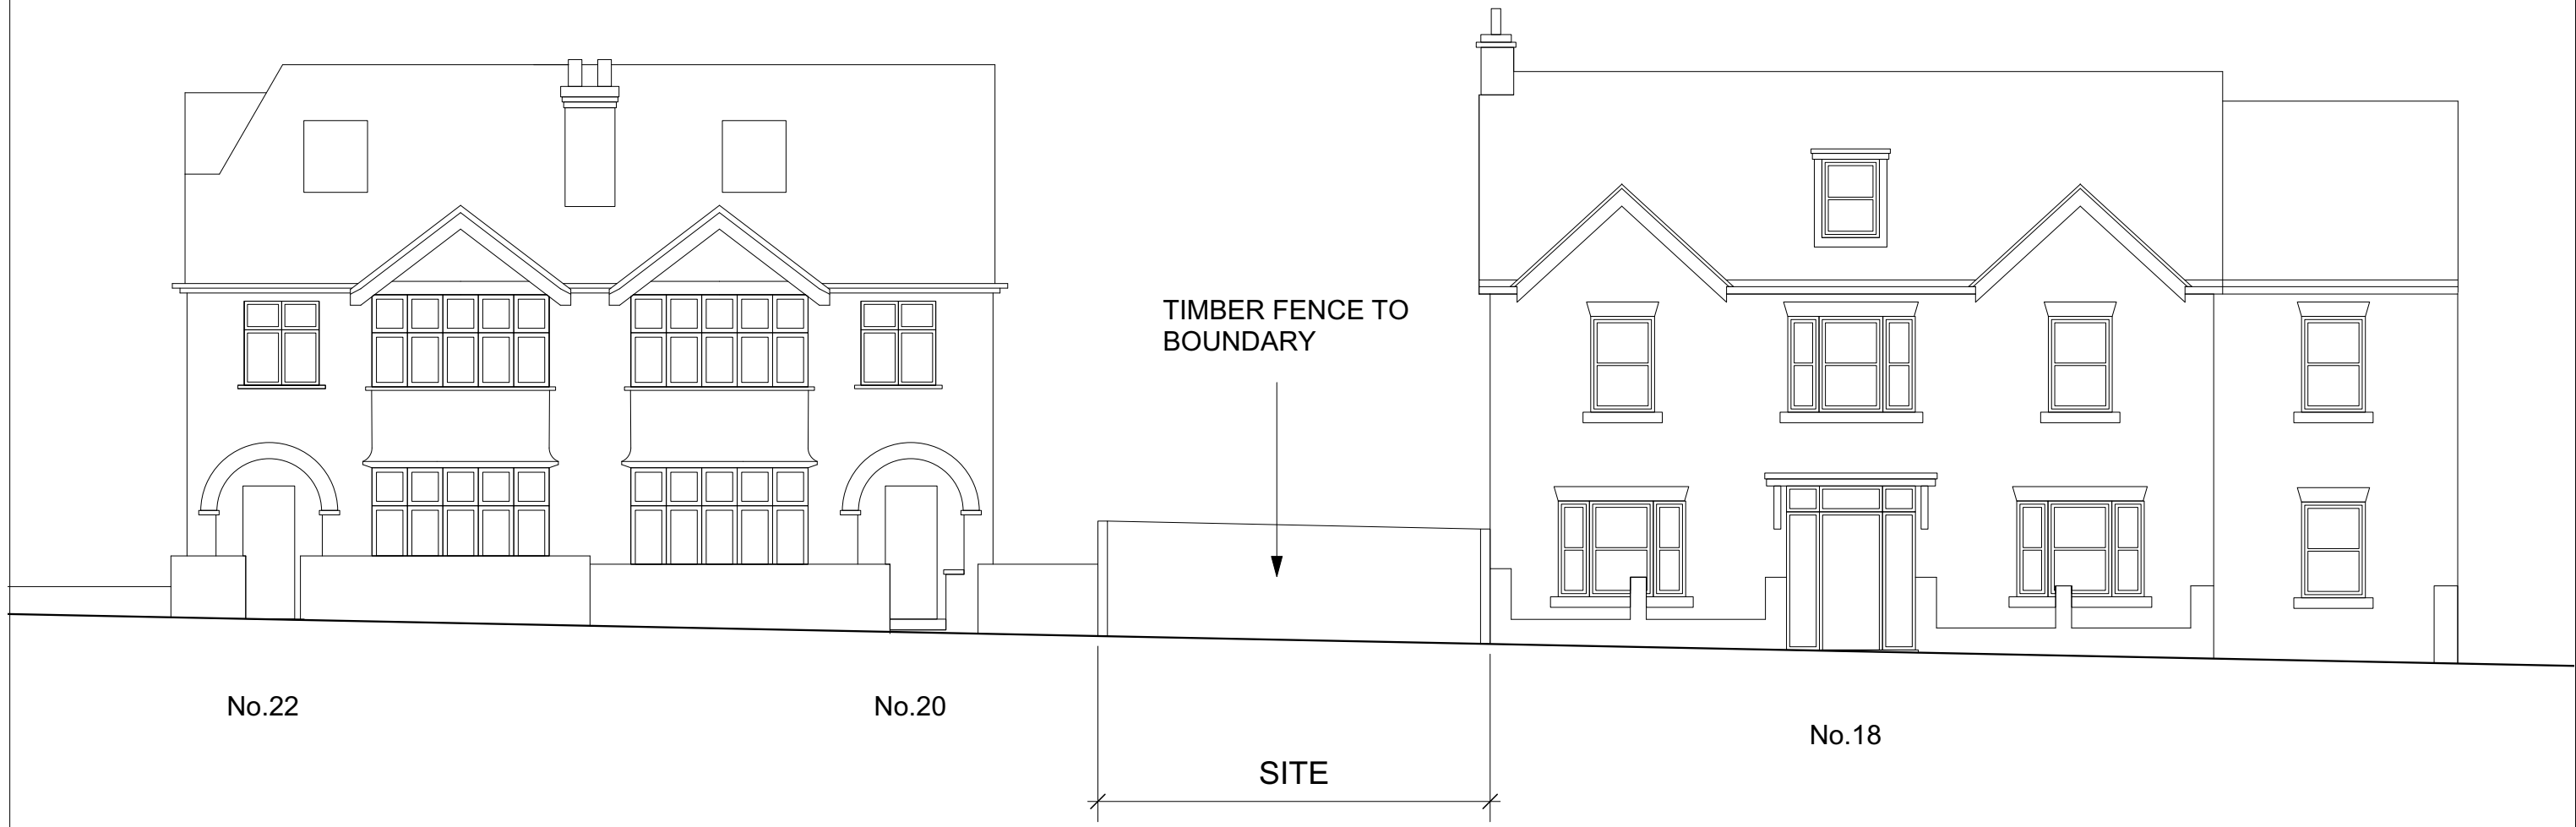 TIMBER FENCE TO
BOUNDARY
No.22
No.20
No.18
SITE